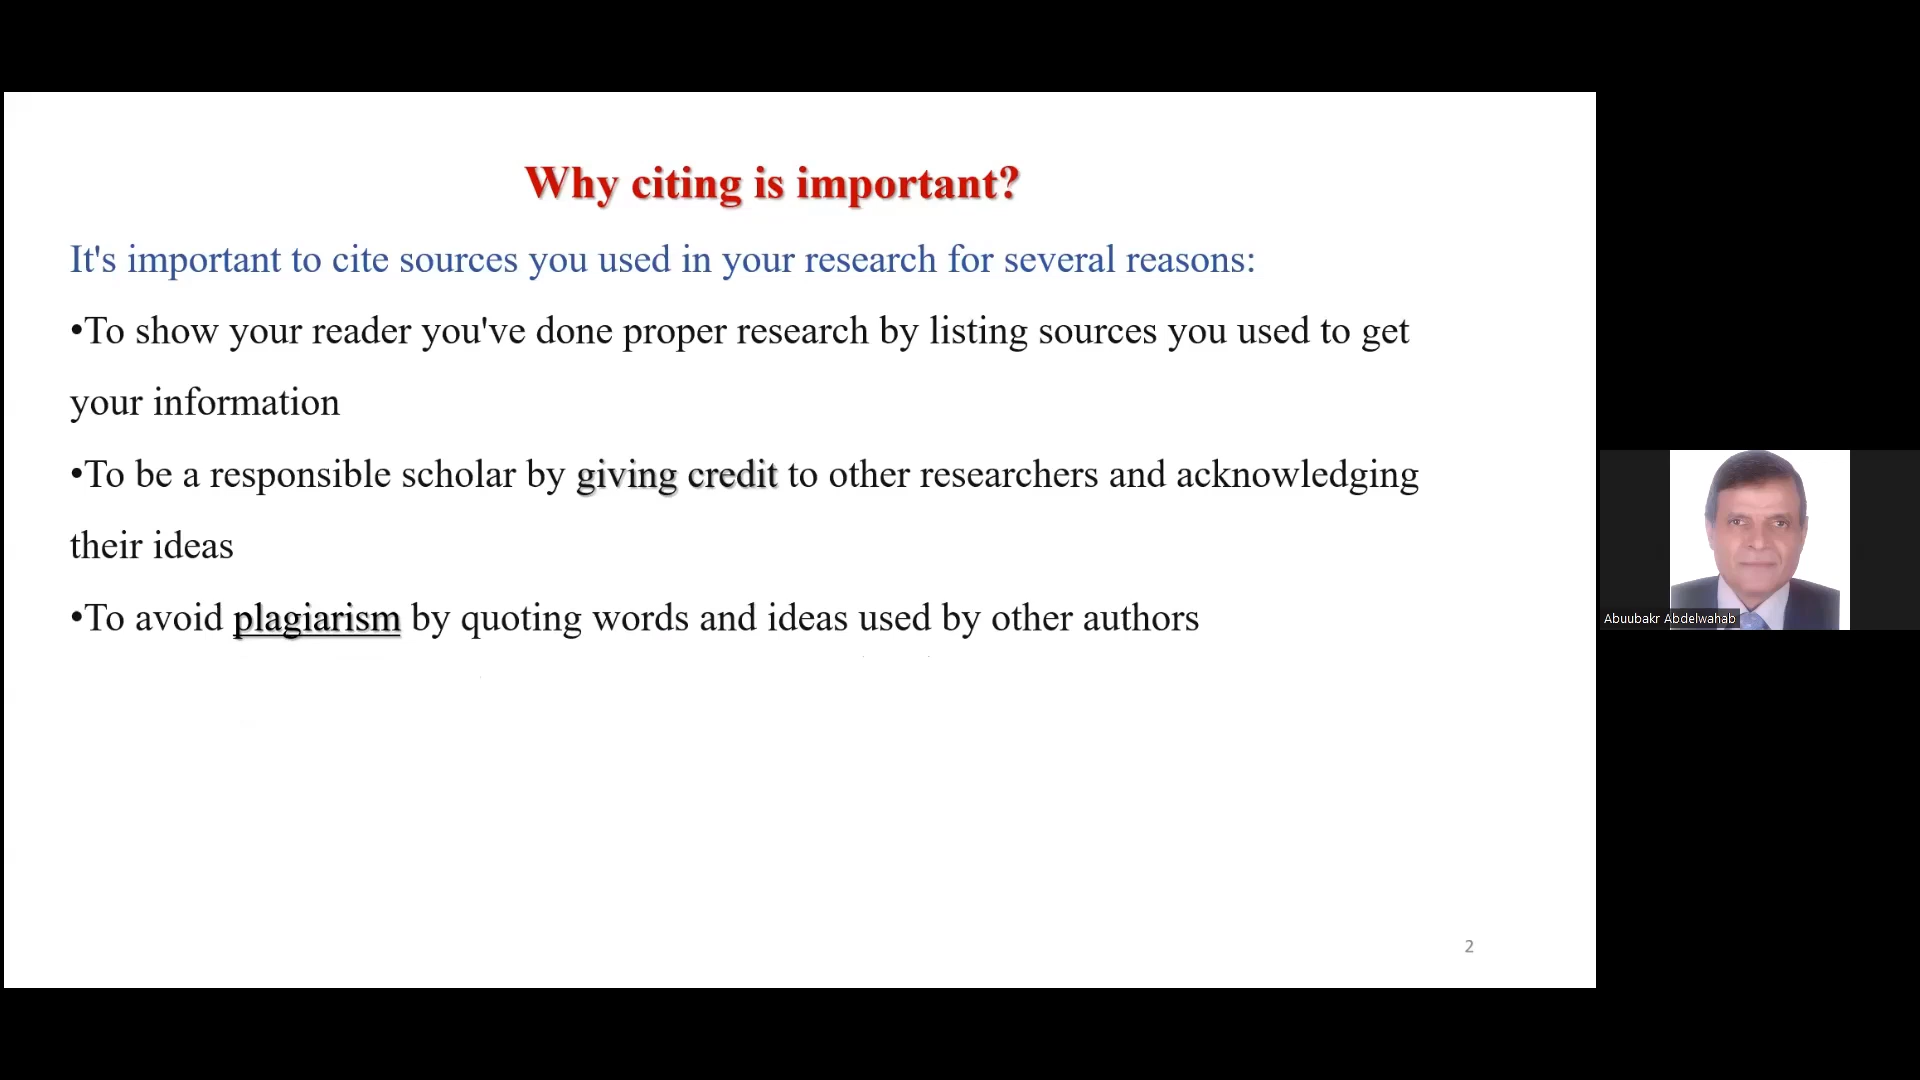 Why citing is important?
It's important to cite sources you used in your research for several reasons:
•To show your reader you've done proper research by listing sources you used to get
your information
•To be a responsible scholar by giving credit to other researchers and acknowledging
their ideas
•To avoid plagiarism by quoting words and ideas used by other authors
Abuubakr Abdelwahab
2